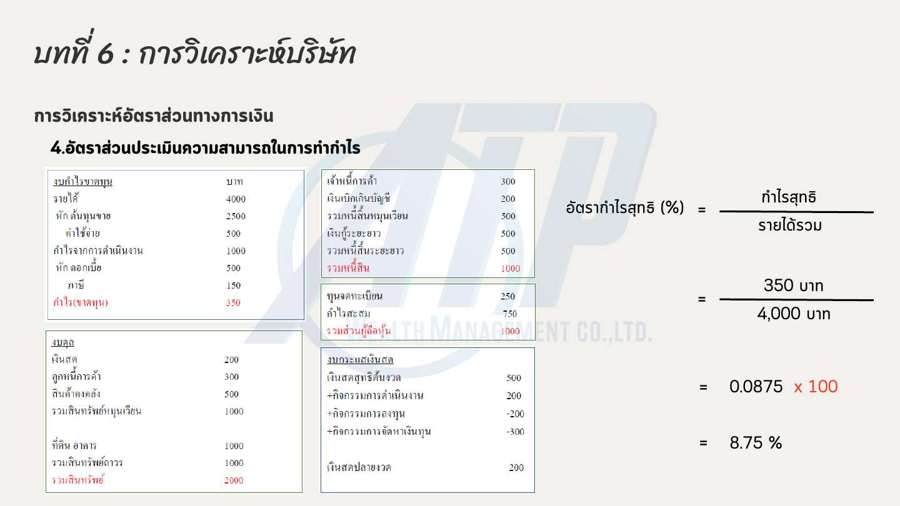 บทที่ 6 : การวิเคราะห์บริษัท
การวิเคราะห์อัตราส่วนทางการเงิน
4.อัตราส่วนประเมินความสามารถในการทำกำไร
งบกำไรขาดทุน บาท
รายได้ 4000
หัก ต้นทุนขาย 2500
ค่าใช้จ่าย 500
กำไรจากการดำเนินงาน 1000
หัก ดอกเบี้ย 500
ภาษี 150
กำไร(ขาดทุน) 350
งบดุล
เงินสด 200
ลูกหนี้การค้า 300
สินค้าคงคลัง 500
รวมสินทรัพย์หมุนเวียน 1000
ที่ดิน อาคาร 1000
รวมสินทรัพย์ถาวร 1000
รวมสินทรัพย์ 2000
เจ้าหนี้การค้า 300
เงินเบิกเกินบัญชี 200
รวมหนี้สั้นหมุนเวียน 500
เงินกู้ระยะยาว 500
รวมหนี้สิ้นระยะยาว 500
รวมหนี้สิน 1000
ทุนจดทะเบียน 250
กำไรสะสม 750
รวมส่วนผู้ถือหุ้น 1000
งบกระแสเงินสด
เงินสดสุทธิต้นงวด 500
+กิจกรรมการดำเนินงาน 200
+กิจกรรมการลงทุน -200
+กิจกรรมการจัดหาเงินทุน -300
เงินสดปลายงวด 200
อัตรากำไรสุทธิ (%) =
กำไรสุทธิ
รายได้รวม
=
350 บาท
4,000 บาท
= 0.0875 x 100
= 8.75 %
ATP
WEALTH MANAGEMENT CO.,LTD.